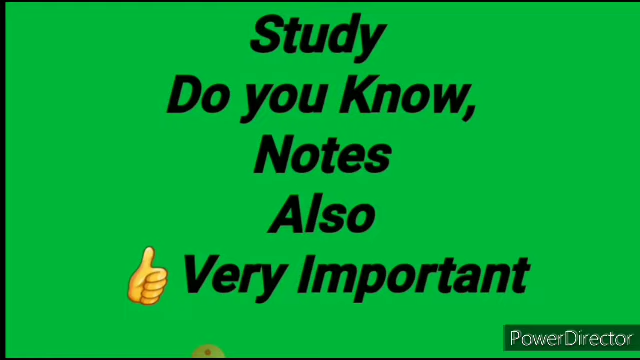 Study
Do you Know,
Notes
Also
👍Very Important
PowerDirector